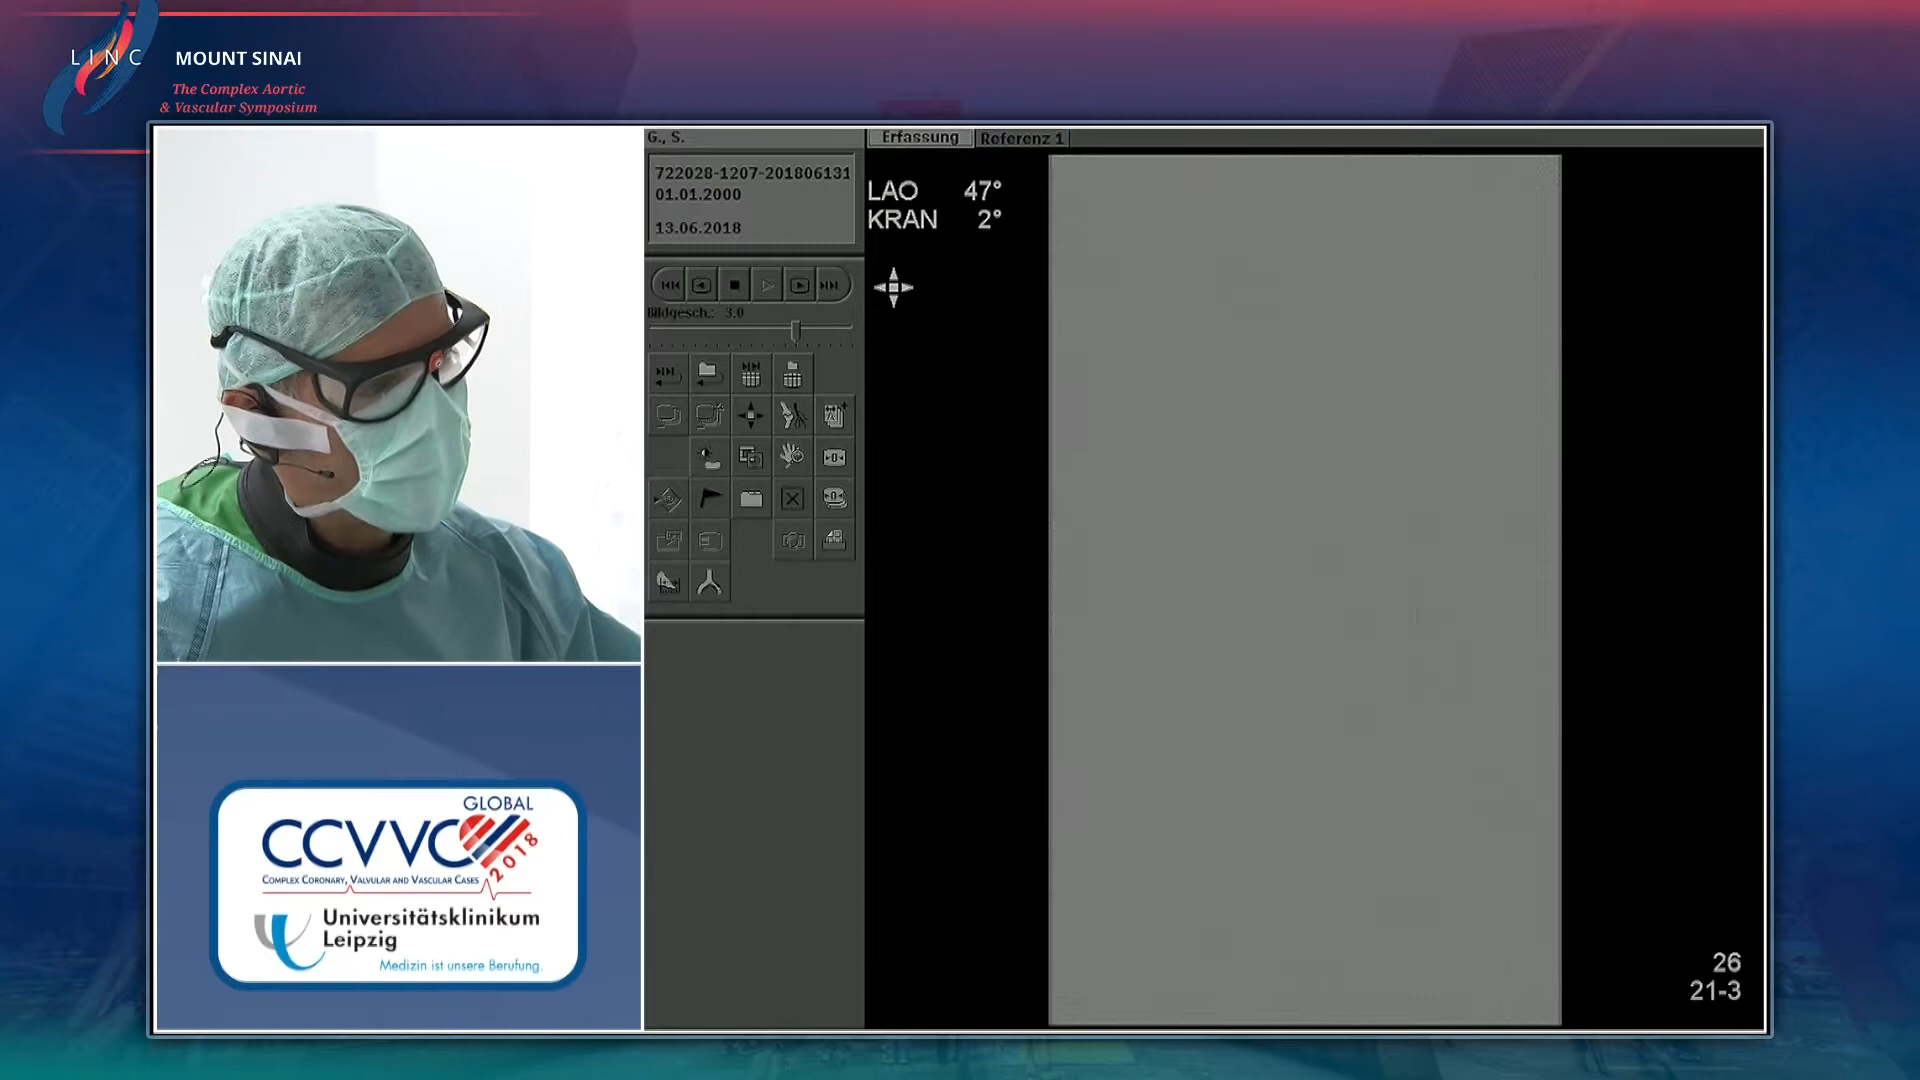 LINC
MOUNT SINAI
The Complex Aortic
& Vascular Symposium
G., S.
722028-1207-201806131
01.01.2000
13.06.2018
Bildgesch.: 3.0
Erfassung
Referenz 1
LAO 47°
KRAN 2°
26
21-3
GLOBAL
CCVVC
2018
COMPLEX CORONARY, VALVULAR AND VASCULAR CASES
Universitätsklinikum
Leipzig
Medizin ist unsere Berufung.